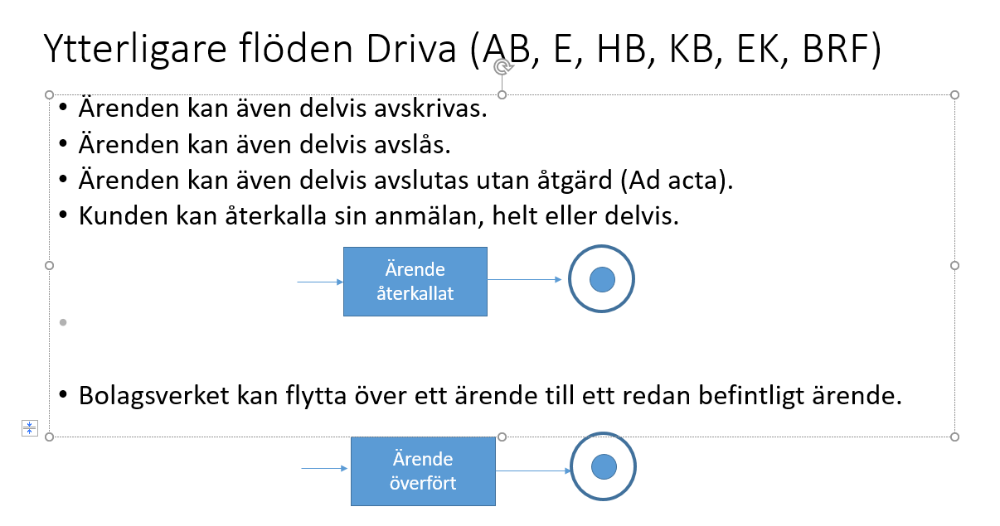 Ytterligare flöden Driva (AB, E, HB, KB, EK, BRF)
• Ärenden kan även delvis avskrivas.
• Ärenden kan även delvis avslås.
• Ärenden kan även delvis avslutas utan åtgärd (Ad acta).
• Kunden kan återkalla sin anmälan, helt eller delvis.
Ärende
återkallat
• Bolagsverket kan flytta över ett ärende till ett redan befintligt ärende.
Ärende
överfört